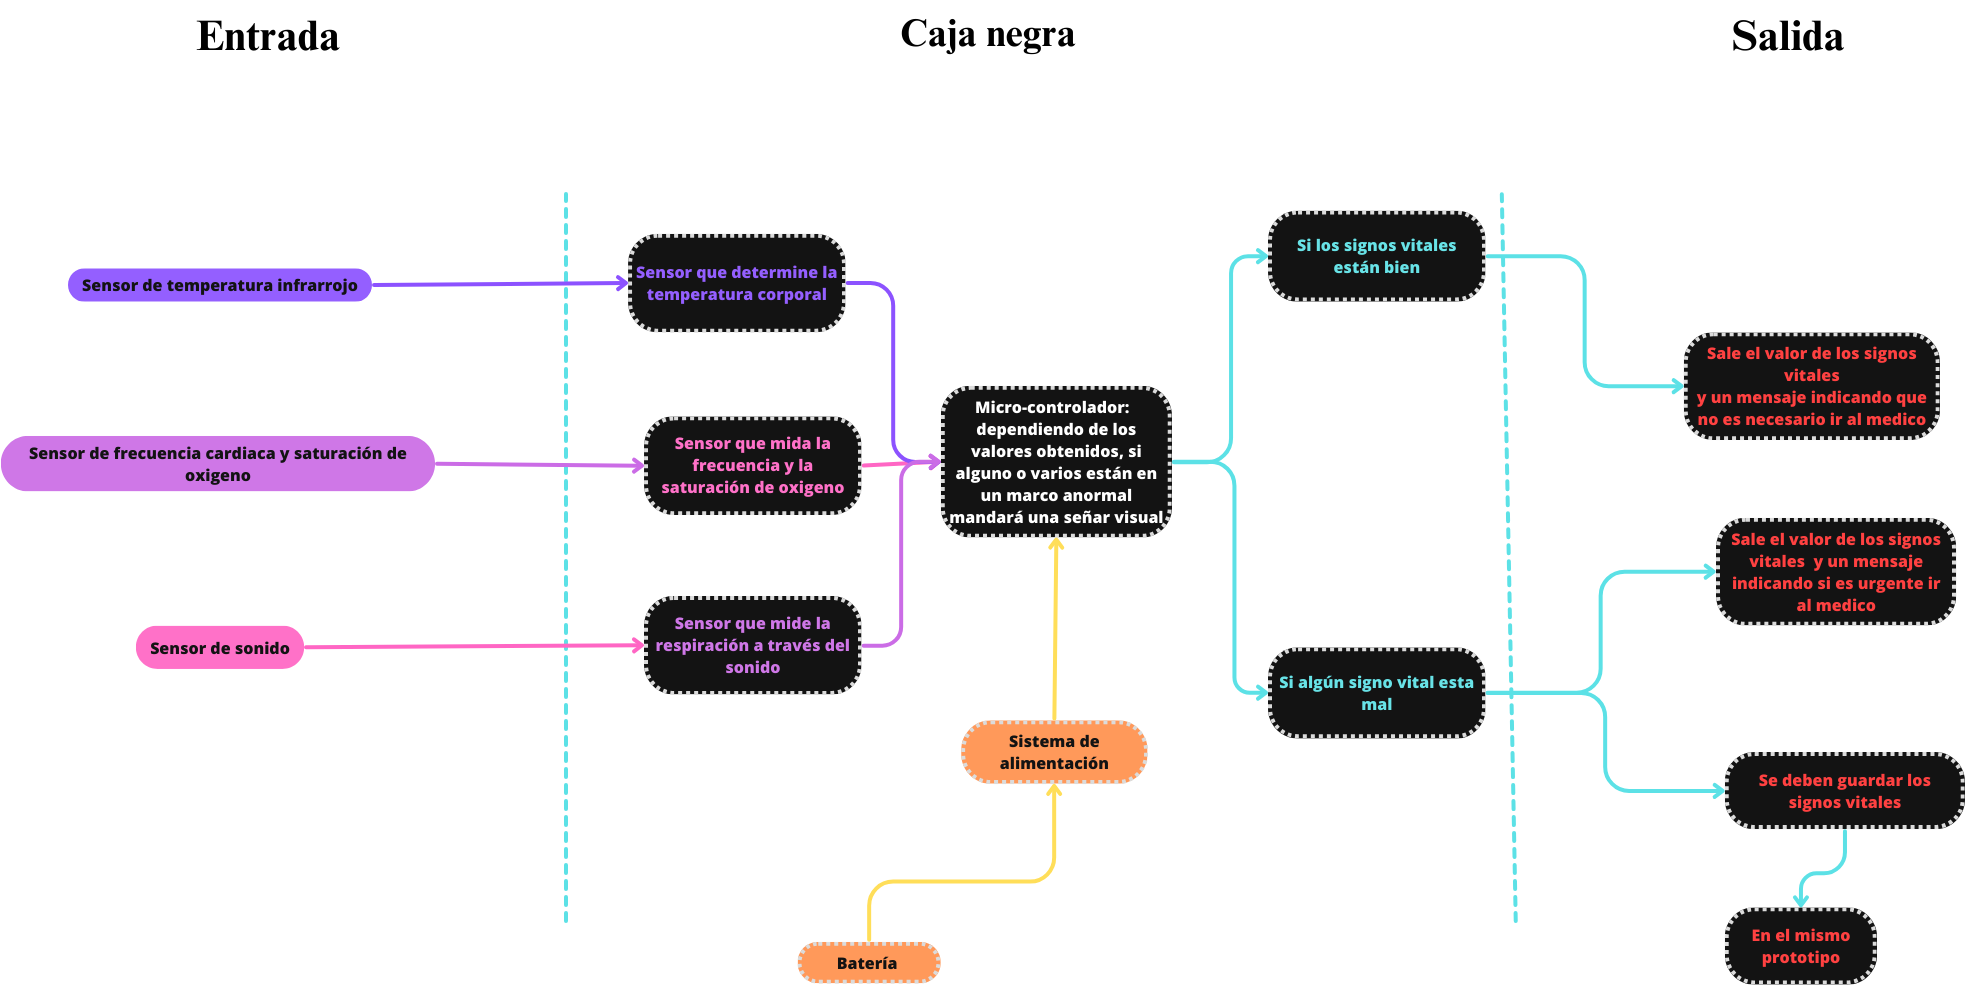 Entrada
Caja negra
Salida
Sensor de temperatura infrarrojo
Sensor de frecuencia cardiaca y saturación de
oxigeno
Sensor de sonido
Sensor que determine la
temperatura corporal
Sensor que mida la
frecuencia y la
saturación de oxigeno
Sensor que mide la
respiración a través del
sonido
Micro-controlador:
dependiendo de los
valores obtenidos, si
alguno o varios están en
un marco anormal
mandará una señar visual
Sistema de
alimentación
Batería
Si los signos vitales
están bien
Si algún signo vital esta
mal
Sale el valor de los signos
vitales
y un mensaje indicando que
no es necesario ir al medico
Sale el valor de los signos
vitales y un mensaje
indicando si es urgente ir
al medico
Se deben guardar los
signos vitales
En el mismo
prototipo